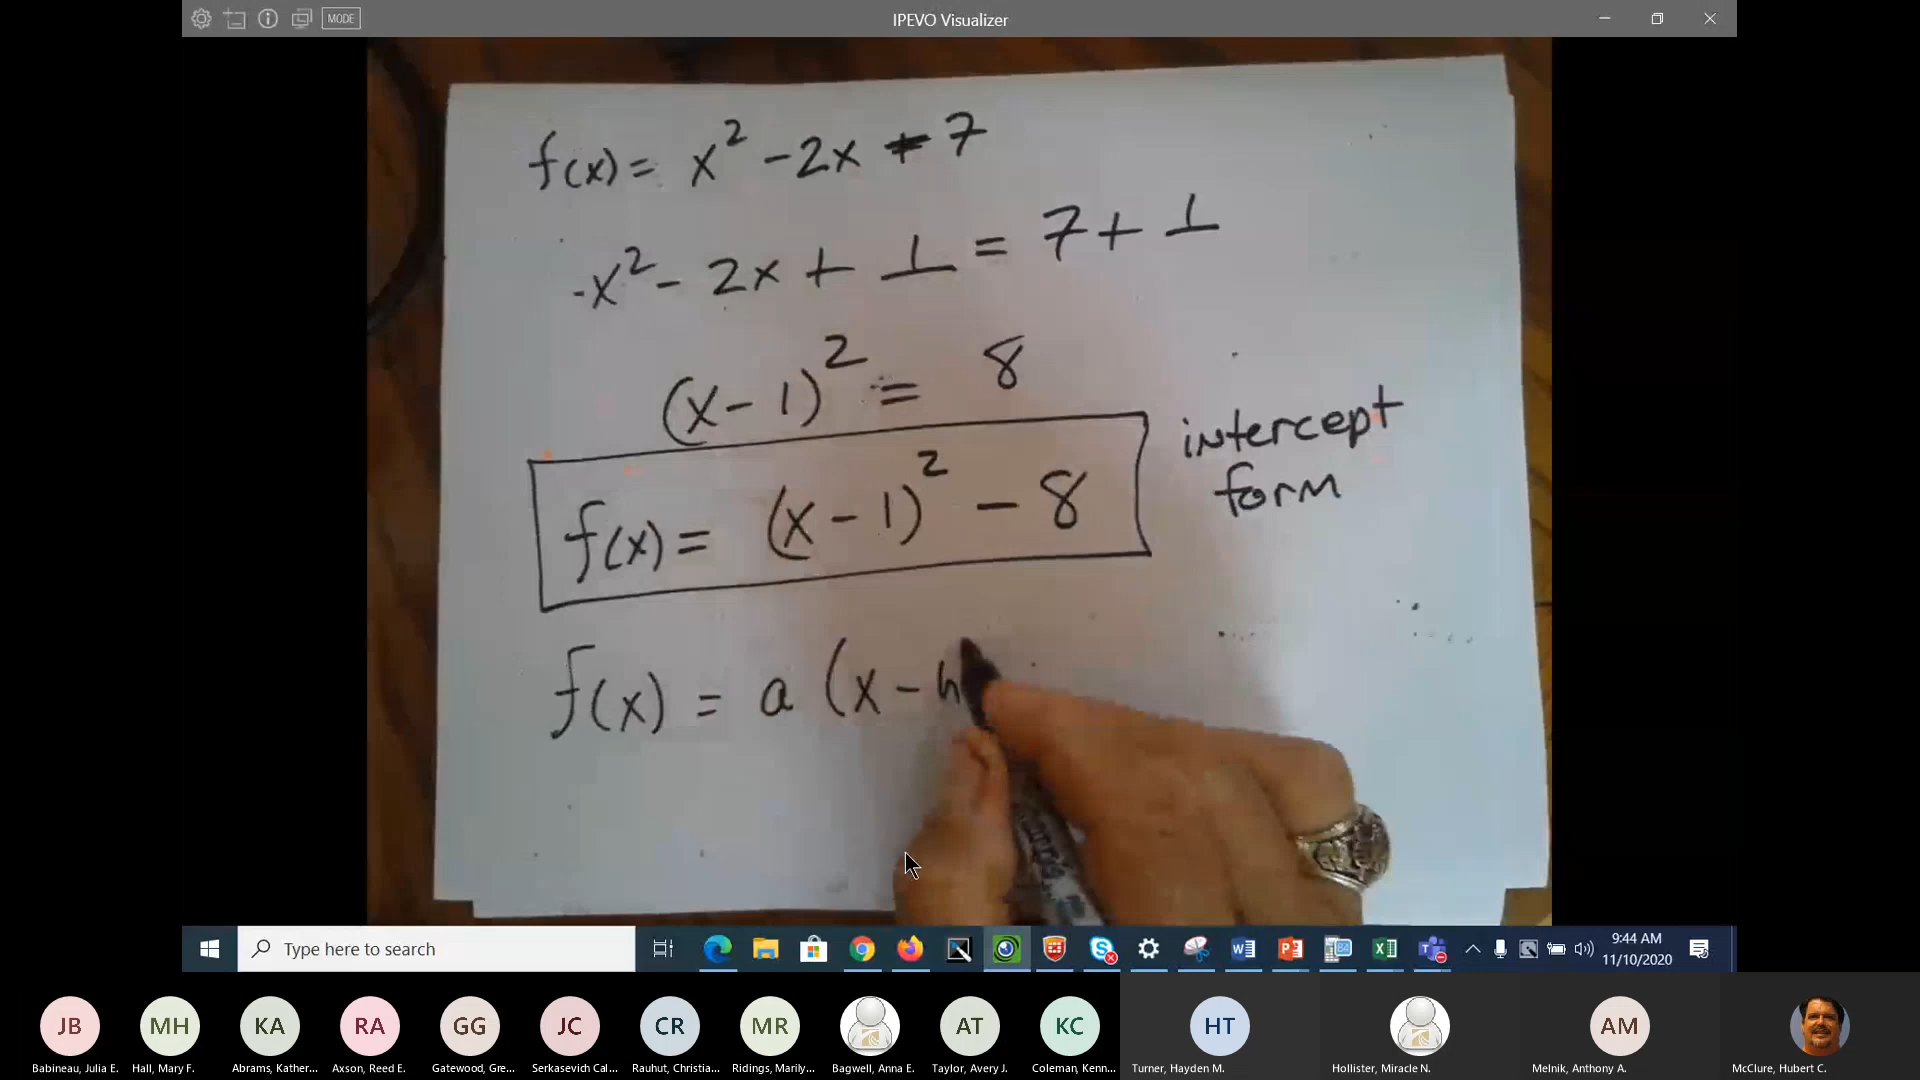 MODE
IPEVO Visualizer
f(x) = x² - 2x - 7
x² - 2x + 1 = 7 + 1
(x - 1)² = 8
f(x) = (x - 1)² - 8
intercept
form
f(x) = a (x - h
Type here to search
9:44 AM
11/10/2020
JB
MH
KA
RA
GG
JC
CR
MR
AT
KC
HT
AM
Babineau, Julia E.
Hall, Mary F.
Abrams, Kather...
Axson, Reed E.
Gatewood, Gre...
Serkasevich Cal...
Rauhut, Christia...
Ridings, Marily...
Bagwell, Anna E.
Taylor, Avery J.
Coleman, Kenn...
Turner, Hayden M.
Hollister, Miracle N.
Melnik, Anthony A.
McClure, Hubert C.